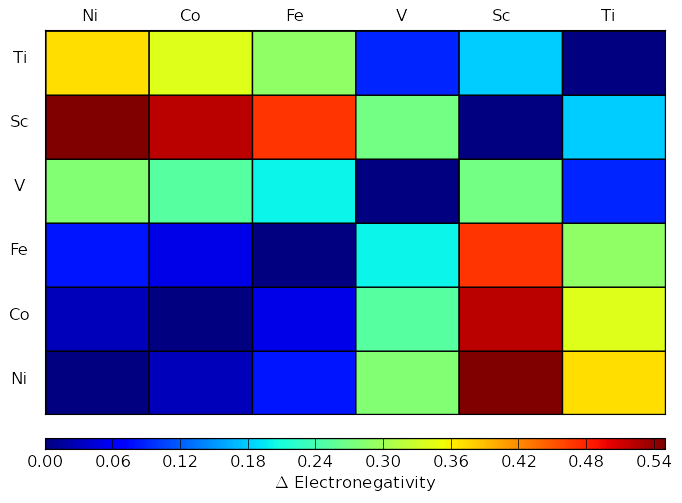 Ni Co Fe V Sc Ti
Ti
Sc
V
Fe
Co
Ni
0.00 0.06 0.12 0.18 0.24 0.30 0.36 0.42 0.48 0.54
Δ Electronegativity